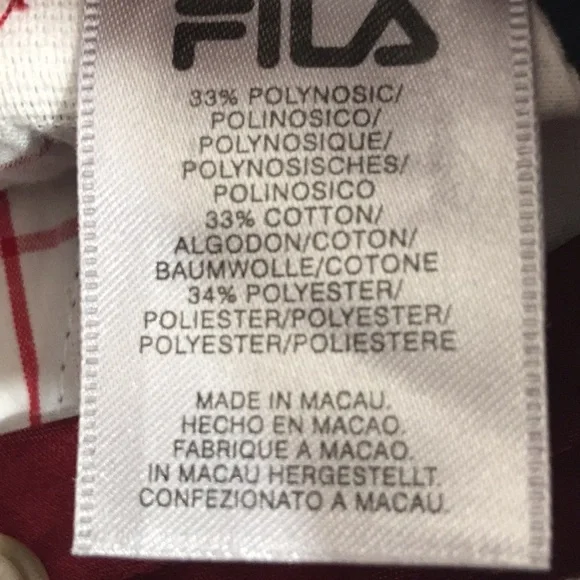 FILA
33% POLYNOSIC/
POLINOSICO/
POLYNOSIQUE/
POLYNOSISCHES/
POLINOSICO
33% COTTON/
ALGODON/COTON/
BAUMWOLLE/COTONE
34% POLYESTER/
POLIESTER/POLYESTER/
POLYESTER/POLIESTERE
MADE IN MACAU.
HECHO EN MACAO.
FABRIQUE A MACAO.
IN MACAU HERGESTELLT.
CONFEZIONATO A MACAU.